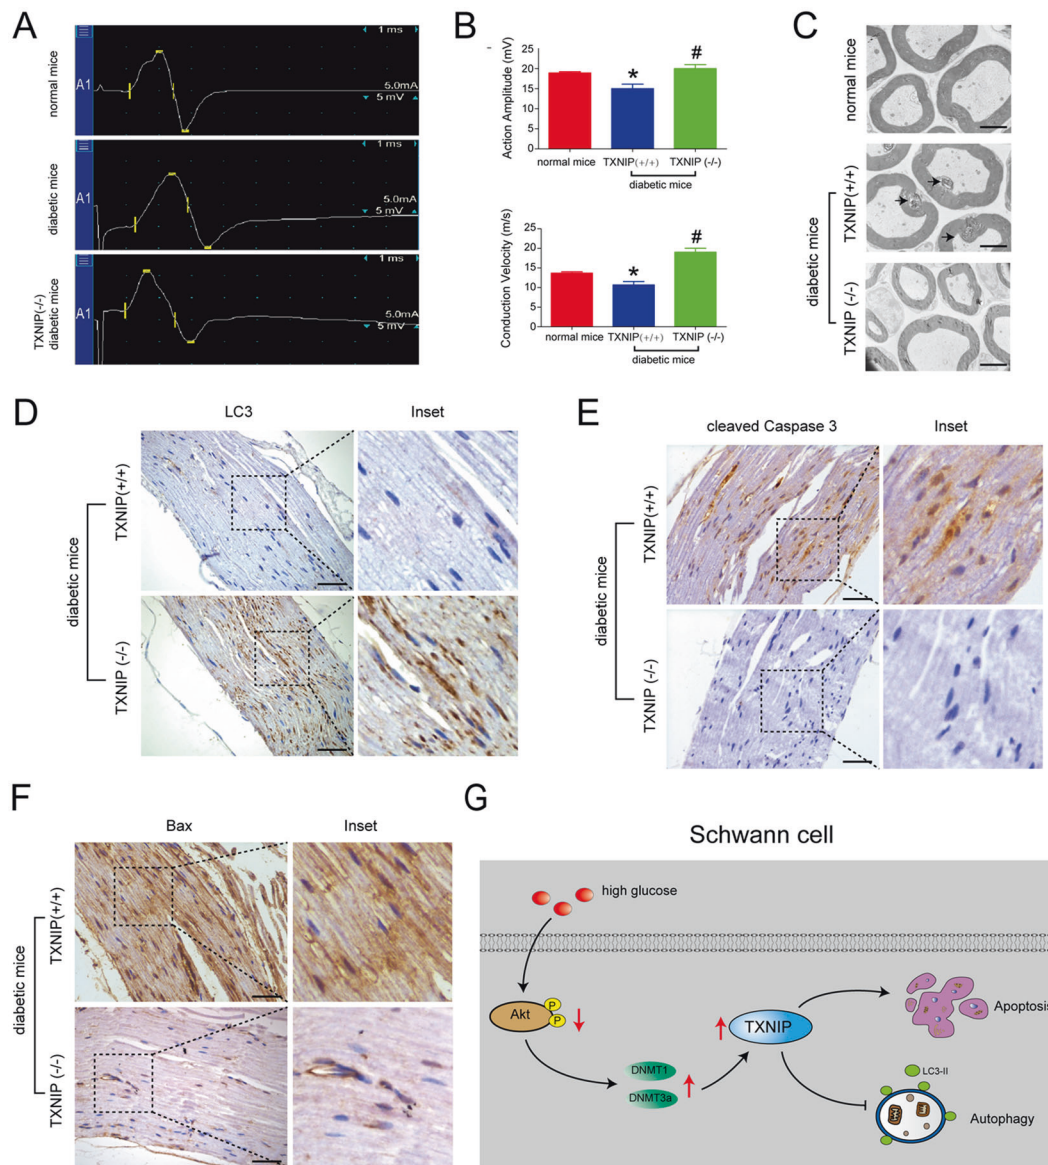 A
normal mice
A1
1 ms
5.0mA
5 mV
diabetic mice
A1
1 ms
5.0mA
5 mV
TXNIP(-/-)
diabetic mice
A1
1 ms
5.0mA
5 mV
B
Action Amplitude (mV)
25
20
15
10
5
0
*
#
normal mice TXNIP(+/+) TXNIP (-/-)
diabetic mice
Conduction Velocity (m/s)
25
20
15
10
5
0
*
#
normal mice TXNIP(+/+) TXNIP (-/-)
diabetic mice
C
normal mice
diabetic mice
TXNIP(+/+)
TXNIP (-/-)
D
LC3 Inset
diabetic mice
TXNIP(+/+)
TXNIP (-/-)
E
cleaved Caspase 3 Inset
diabetic mice
TXNIP(+/+)
TXNIP (-/-)
F
Bax Inset
diabetic mice
TXNIP(+/+)
TXNIP (-/-)
G
Schwann cell
high glucose
Akt
P
P
TXNIP
Apoptosis
DNMT1
DNMT3a
LC3-II
Autophagy